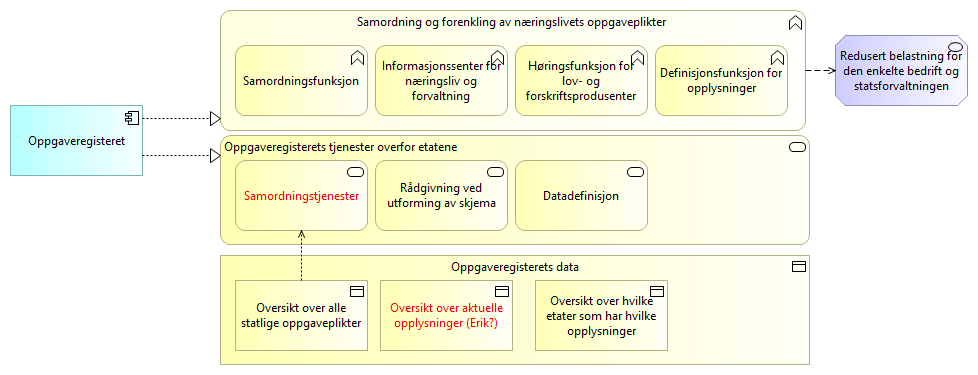 Samordning og forenkling av næringslivets oppgaveplikter
Samordningsfunksjon
Informasjonssenter for
næringsliv og
forvaltning
Høringsfunksjon for
lov- og
forskriftsprodusenter
Definisjonsfunksjon for
opplysninger
Redusert belastning for
den enkelte bedrift og
statsforvaltningen
Oppgaveregisteret
Oppgaveregisterets tjenester overfor etatene
Samordningstjenester
Rådgivning ved
utforming av skjema
Datadefinisjon
Oppgaveregisterets data
Oversikt over alle
statlige oppgaveplikter
Oversikt over aktuelle
opplysninger (Erik?)
Oversikt over hvilke
etater som har hvilke
opplysninger